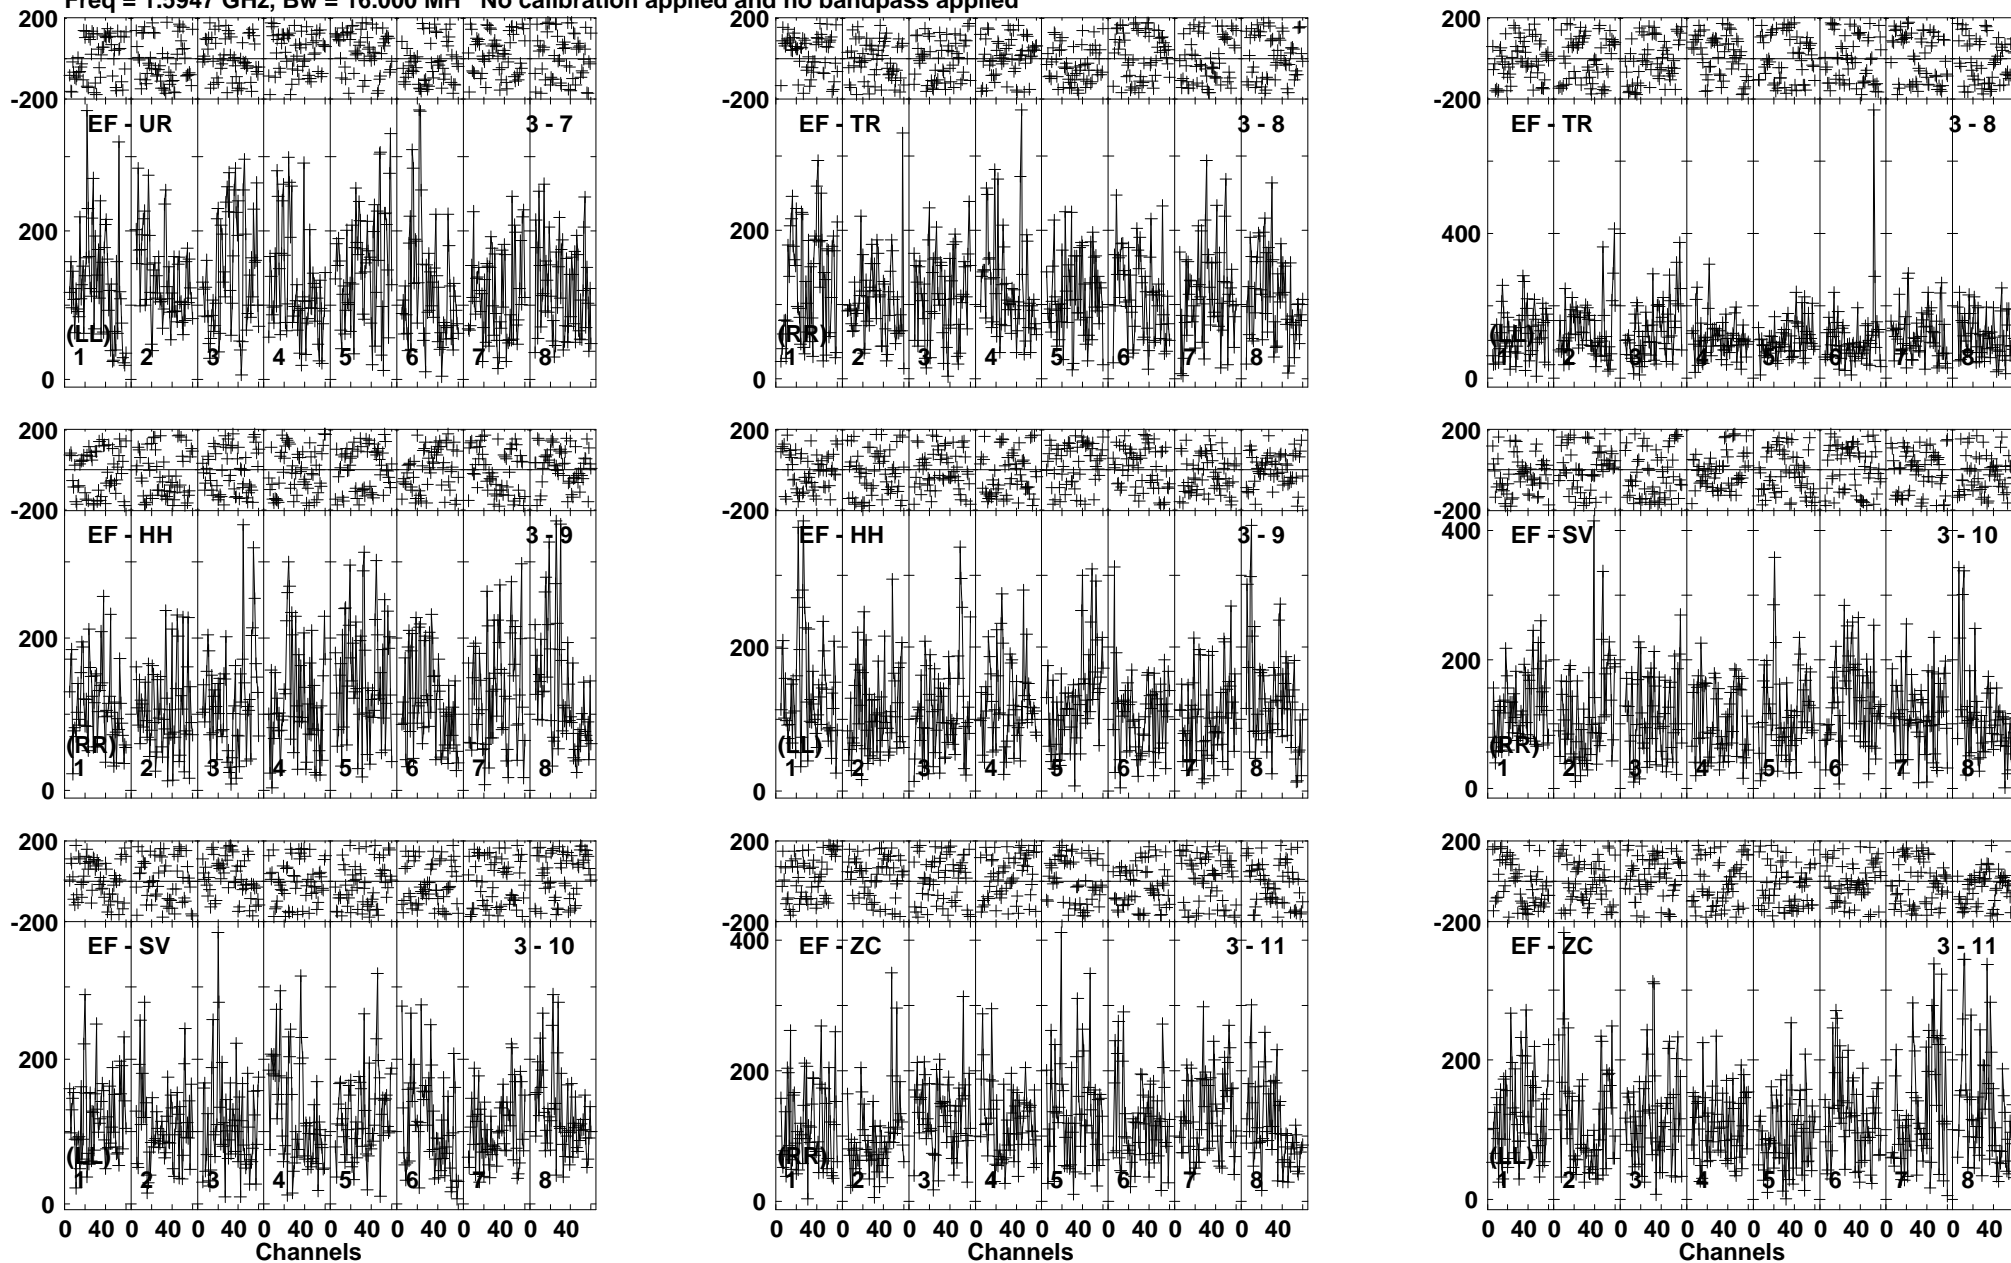 Freq = 1.5947 GHz, Bw = 16.000 MH No calibration applied and no bandpass applied
200 200 200
-200 -200 -200
EF - UR 3 - 7 EF - TR 3 - 8 EF - TR 3 - 8
400
200 200
(LL) (RR) (LL)
1 2 3 4 5 6 7 8 1 2 3 4 5 6 7 8 1 2 3 4 5 6 7 8
0 0 0
200 200 200
-200 -200 -200
EF - HH 3 - 9 EF - HH 3 - 9 400 EF - SV 3 - 10
200 200 200
(RR) (LL) (RR)
1 2 3 4 5 6 7 8 1 2 3 4 5 6 7 8 1 2 3 4 5 6 7 8
0 0 0
200 200 200
-200 -200 -200
EF - SV 3 - 10 400 EF - ZC 3 - 11 EF - ZC 3 - 11
200 200 200
(LL) (RR) (LL)
1 2 3 4 5 6 7 8 1 2 3 4 5 6 7 8 1 2 3 4 5 6 7 8
0 0 0
0 40 0 40 0 40 0 40 0 40 0 40 0 40 0 40 0 40 0 40 0 40 0 40 0 40 0 40 0 40 0 40 0 40 0 40 0 40 0 40 0 40 0 40 0 40 0 40
Channels Channels Channels